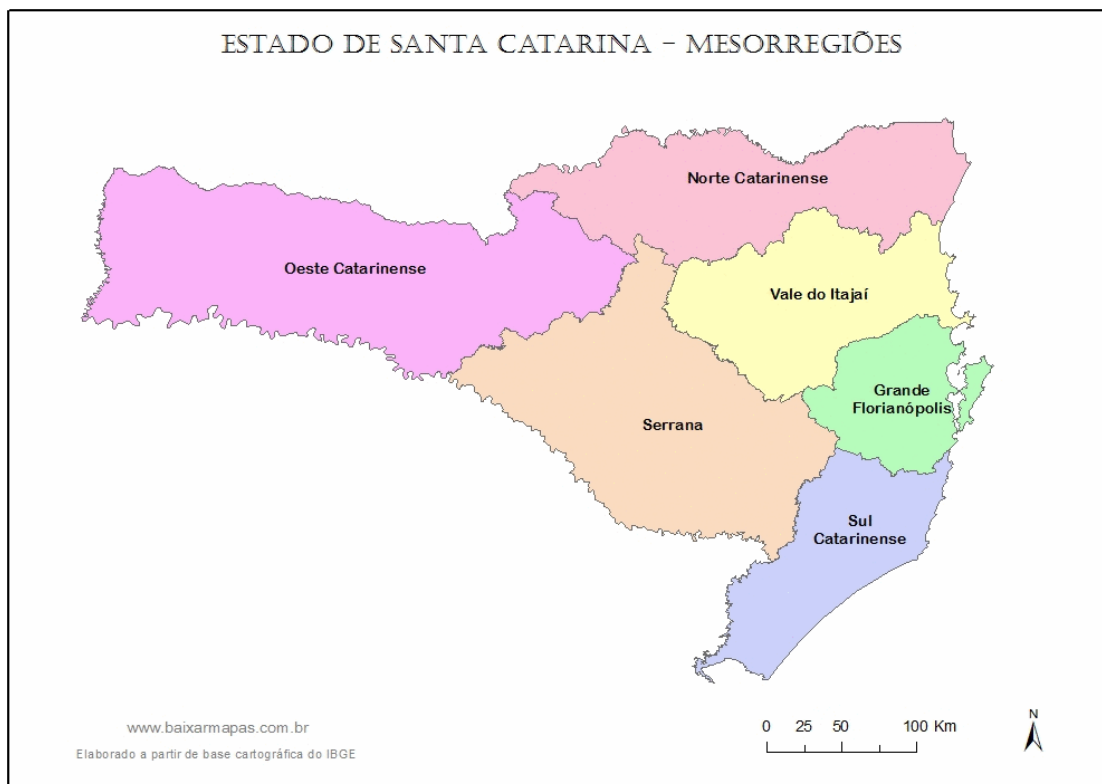 ESTADO DE SANTA CATARINA – MESORREGIÕES
Norte Catarinense
Oeste Catarinense
Vale do Itajaí
Grande
Florianópolis
Serrana
Sul
Catarinense
www.baixarmapas.com.br
Elaborado a partir de base cartográfica do IBGE
0 25 50 100 Km
N